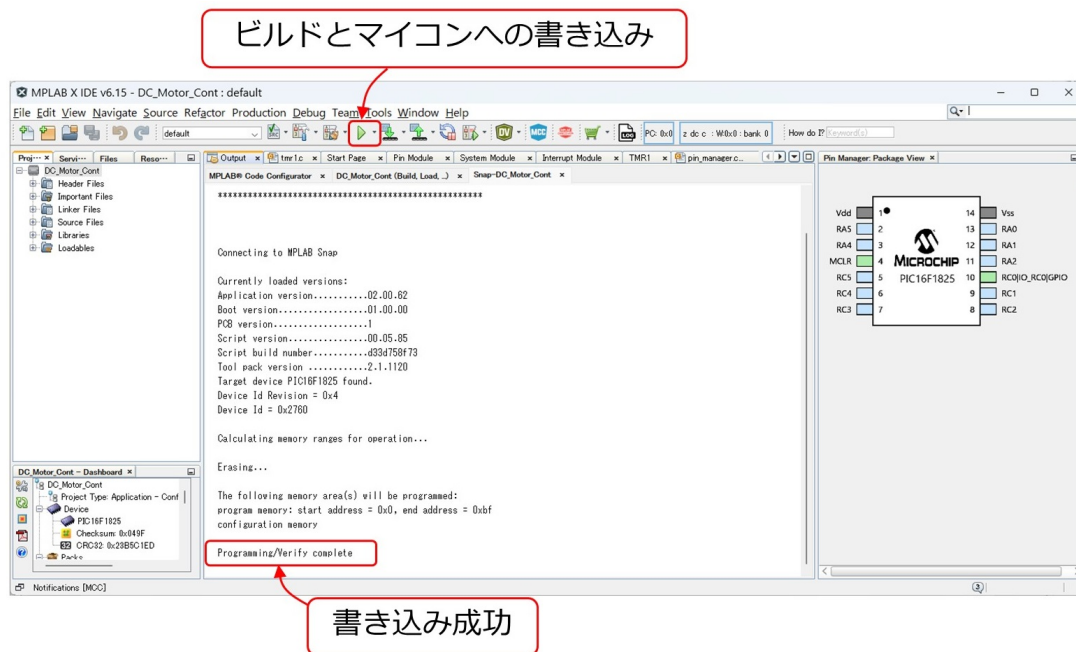 ビルドとマイコンへの書き込み
MPLAB X IDE v6.15 - DC_Motor_Cont : default
File Edit View Navigate Source Refactor Production Debug Team Tools Window Help
default
PC: 0x0
z dc c : W:0x0 : bank 0
How do I?
(Keyword(s))
Proj… × Servi… Files Reso…
Output × tmr1.c × Start Page × Pin Module × System Module × Interrupt Module × TMR1 × pin_manager.c…
Pin Manager: Package View ×
MPLAB® Code Configurator × DC_Motor_Cont (Build, Load, ...) × Snap-DC_Motor_Cont ×
DC_Motor_Cont
Header Files
Important Files
Linker Files
Source Files
Libraries
Loadables
Connecting to MPLAB Snap
Currently loaded versions:
Application version...........02.00.62
Boot version..................01.00.00
PCB version...................1
Script version................00.05.85
Script build number...........d33d758f73
Tool pack version ............2.1.1120
Target device PIC16F1825 found.
Device Id Revision = 0x4
Device Id = 0x2760
Calculating memory ranges for operation...
Erasing...
The following memory area(s) will be programmed:
program memory: start address = 0x0, end address = 0xbf
configuration memory
Programming/Verify complete
Vdd 1 14 Vss
RA5 2 13 RA0
RA4 3 12 RA1
MCLR 4 MICROCHIP 11 RA2
RC5 5 PIC16F1825 10 RC0|IO_RC0|GPIO
RC4 6 9 RC1
RC3 7 8 RC2
DC_Motor_Cont - Dashboard ×
DC_Motor_Cont
Project Type: Application - Conf
Device
PIC16F1825
Checksum: 0x049F
CRC32: 0x23B5C1ED
Packs
Notifications [MCC]
書き込み成功